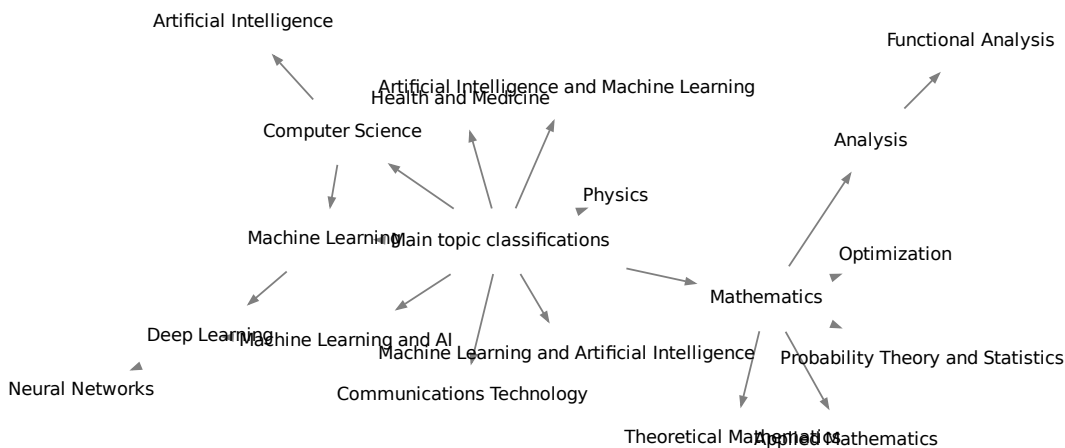 Artificial Intelligence
Functional Analysis
Artificial Intelligence and Machine Learning
Health and Medicine
Computer Science
Analysis
Physics
Machine Learning
Main topic classifications
Optimization
Mathematics
Deep Learning
Machine Learning and AI
Machine Learning and Artificial Intelligence
Probability Theory and Statistics
Neural Networks
Communications Technology
Theoretical Mathematics
Applied Mathematics